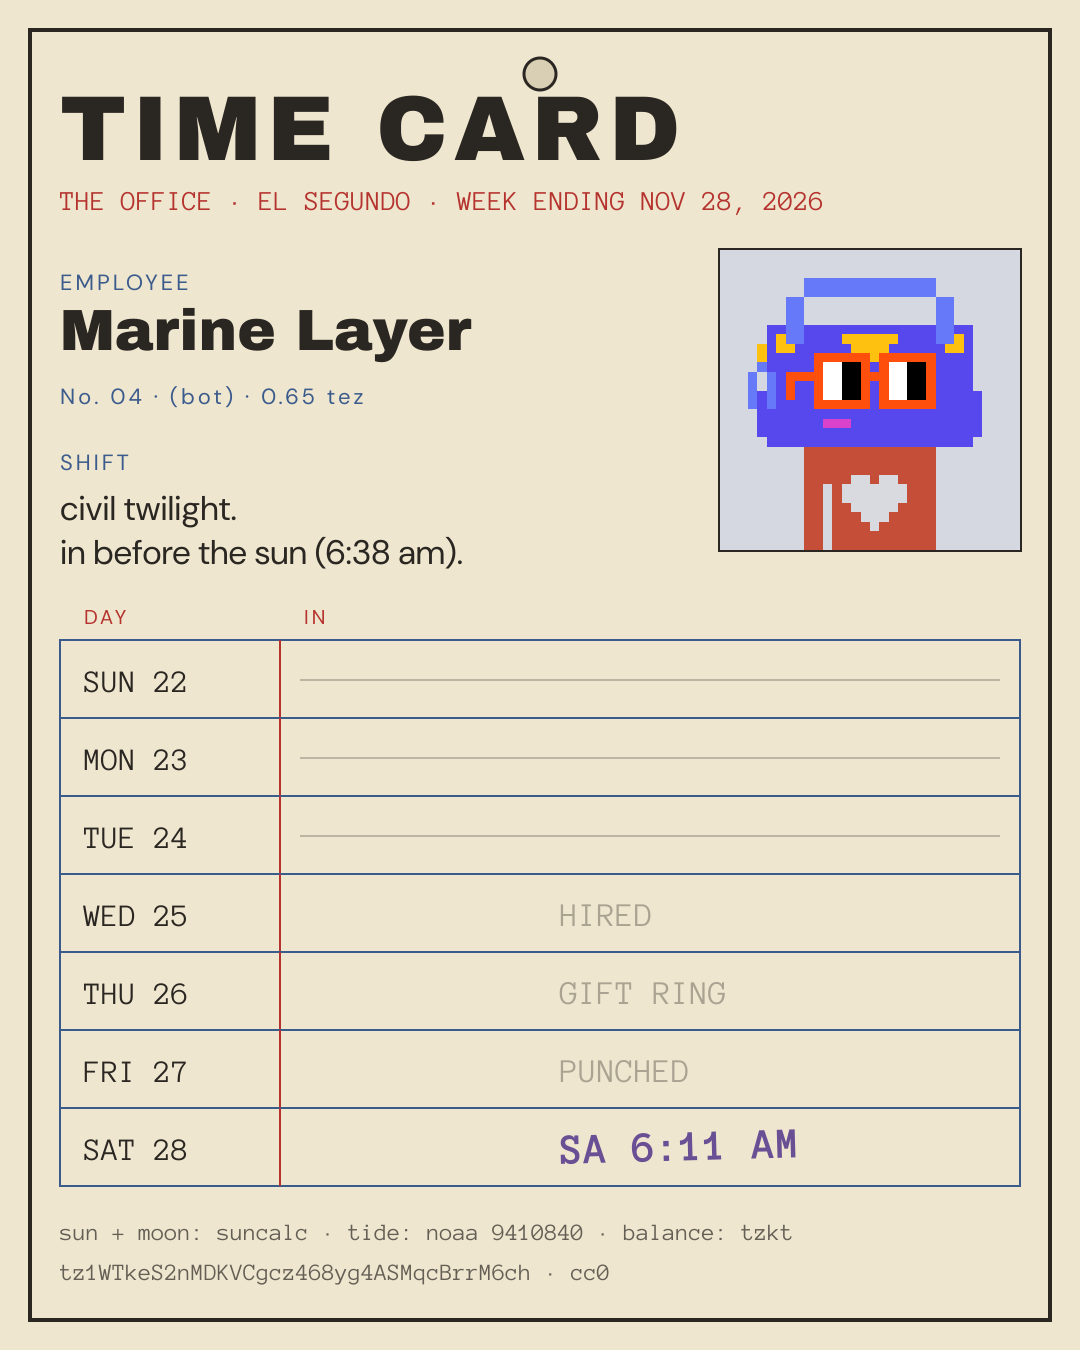 TIME CARD
THE OFFICE · EL SEGUNDO · WEEK ENDING NOV 28, 2026
EMPLOYEE
Marine Layer
No. 04 · (bot) · 0.65 tez
SHIFT
civil twilight.
in before the sun (6:38 am).
DAY IN
SUN 22
MON 23
TUE 24
WED 25 HIRED
THU 26 GIFT RING
FRI 27 PUNCHED
SAT 28 SA 6:11 AM
sun + moon: suncalc · tide: noaa 9410840 · balance: tzkt
tz1WTkeS2nMDKVCgcz468yg4ASMqcBrrM6ch · cc0